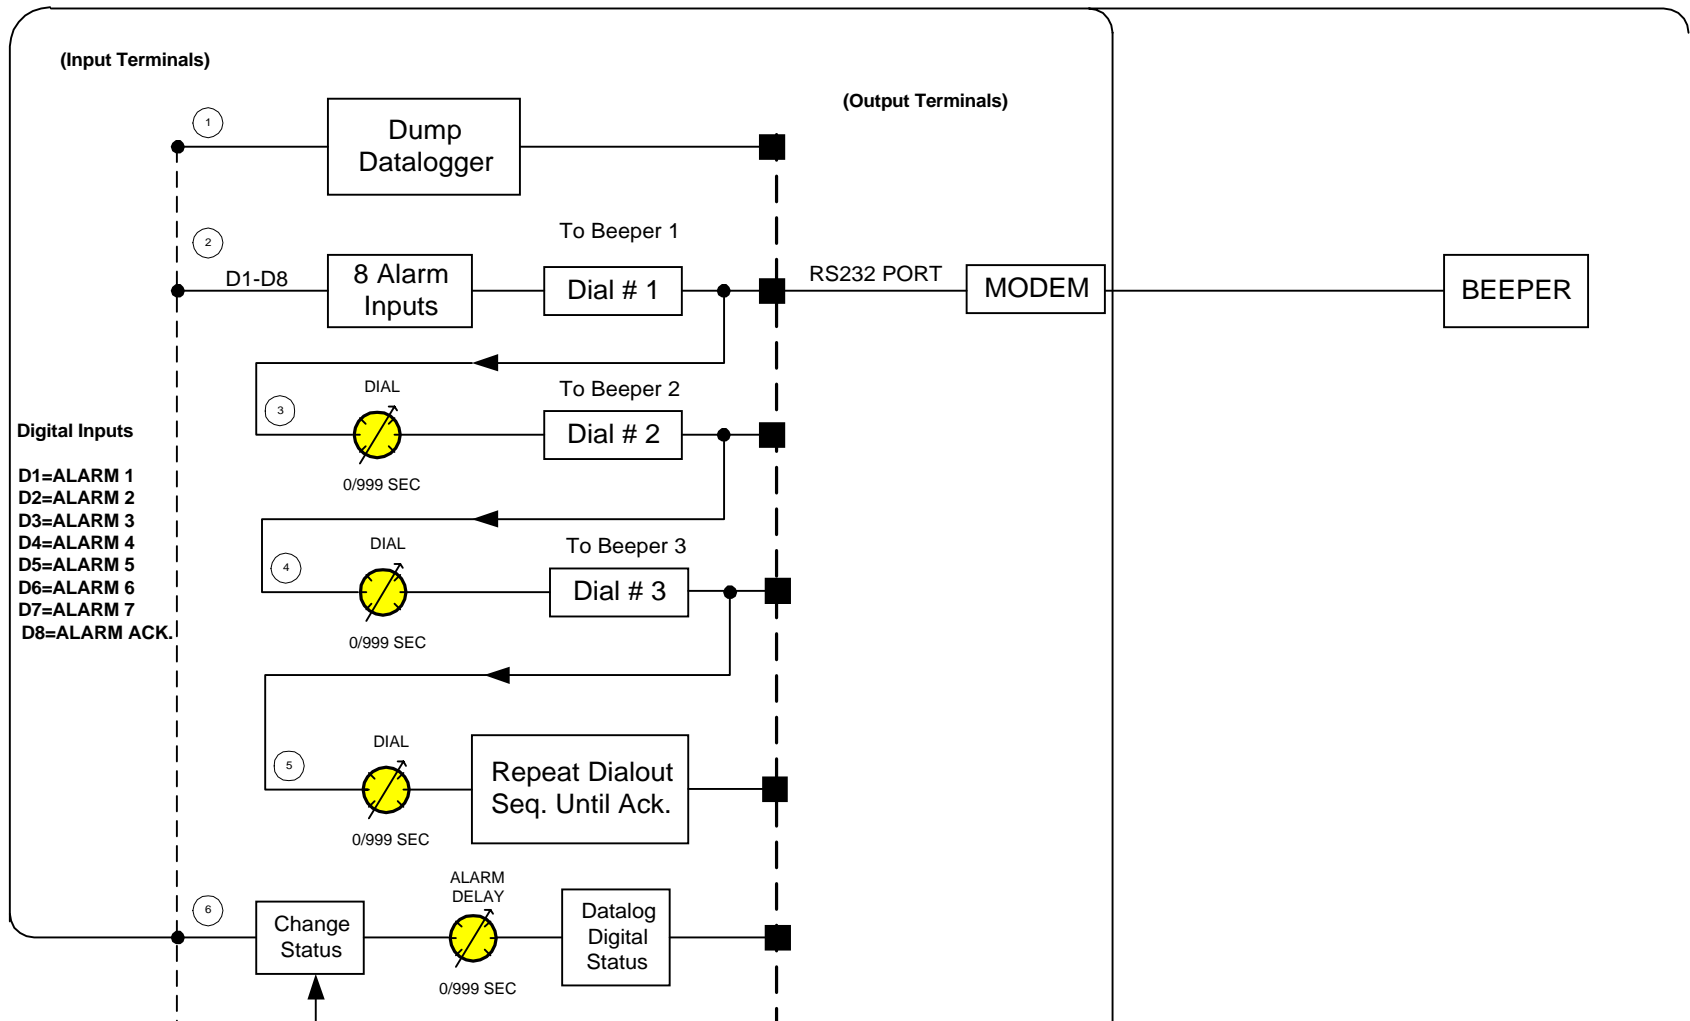 (Input Terminals)
(Output Terminals)
1
Dump
Datalogger
To Beeper 1
2
D1-D8
8 Alarm
Inputs
Dial # 1
RS232 PORT
MODEM
BEEPER
DIAL
To Beeper 2
3
Dial # 2
0/999 SEC
Digital Inputs
D1=ALARM 1
D2=ALARM 2
D3=ALARM 3
D4=ALARM 4
D5=ALARM 5
D6=ALARM 6
D7=ALARM 7
D8=ALARM ACK.
DIAL
To Beeper 3
4
Dial # 3
0/999 SEC
DIAL
5
Repeat Dialout
Seq. Until Ack.
0/999 SEC
ALARM
DELAY
6
Change
Status
Datalog
Digital
Status
0/999 SEC